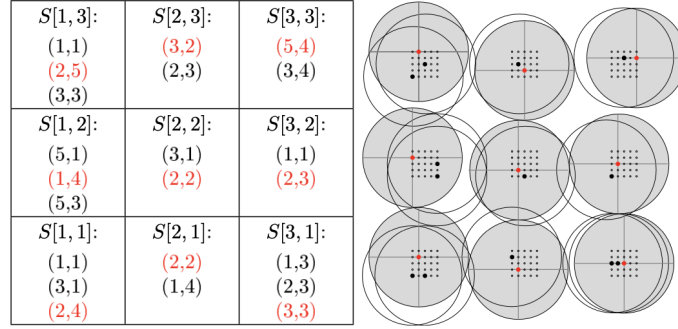 S[1, 3]: S[2, 3]: S[3, 3]:
(1,1) (3,2) (5,4)
(2,5) (2,3) (3,4)
(3,3)
S[1, 2]: S[2, 2]: S[3, 2]:
(5,1) (3,1) (1,1)
(1,4) (2,2) (2,3)
(5,3)
S[1, 1]: S[2, 1]: S[3, 1]:
(1,1) (2,2) (1,3)
(3,1) (1,4) (2,3)
(2,4) (3,3)